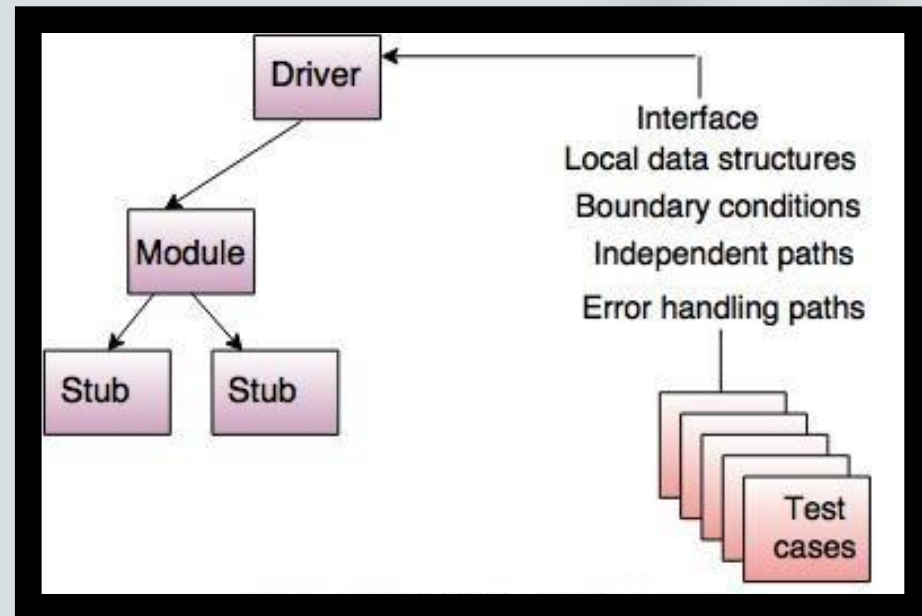 Driver
Interface
Local data structures
Boundary conditions
Module
Independent paths
Error handling paths
Stub
Stub
Test
cases